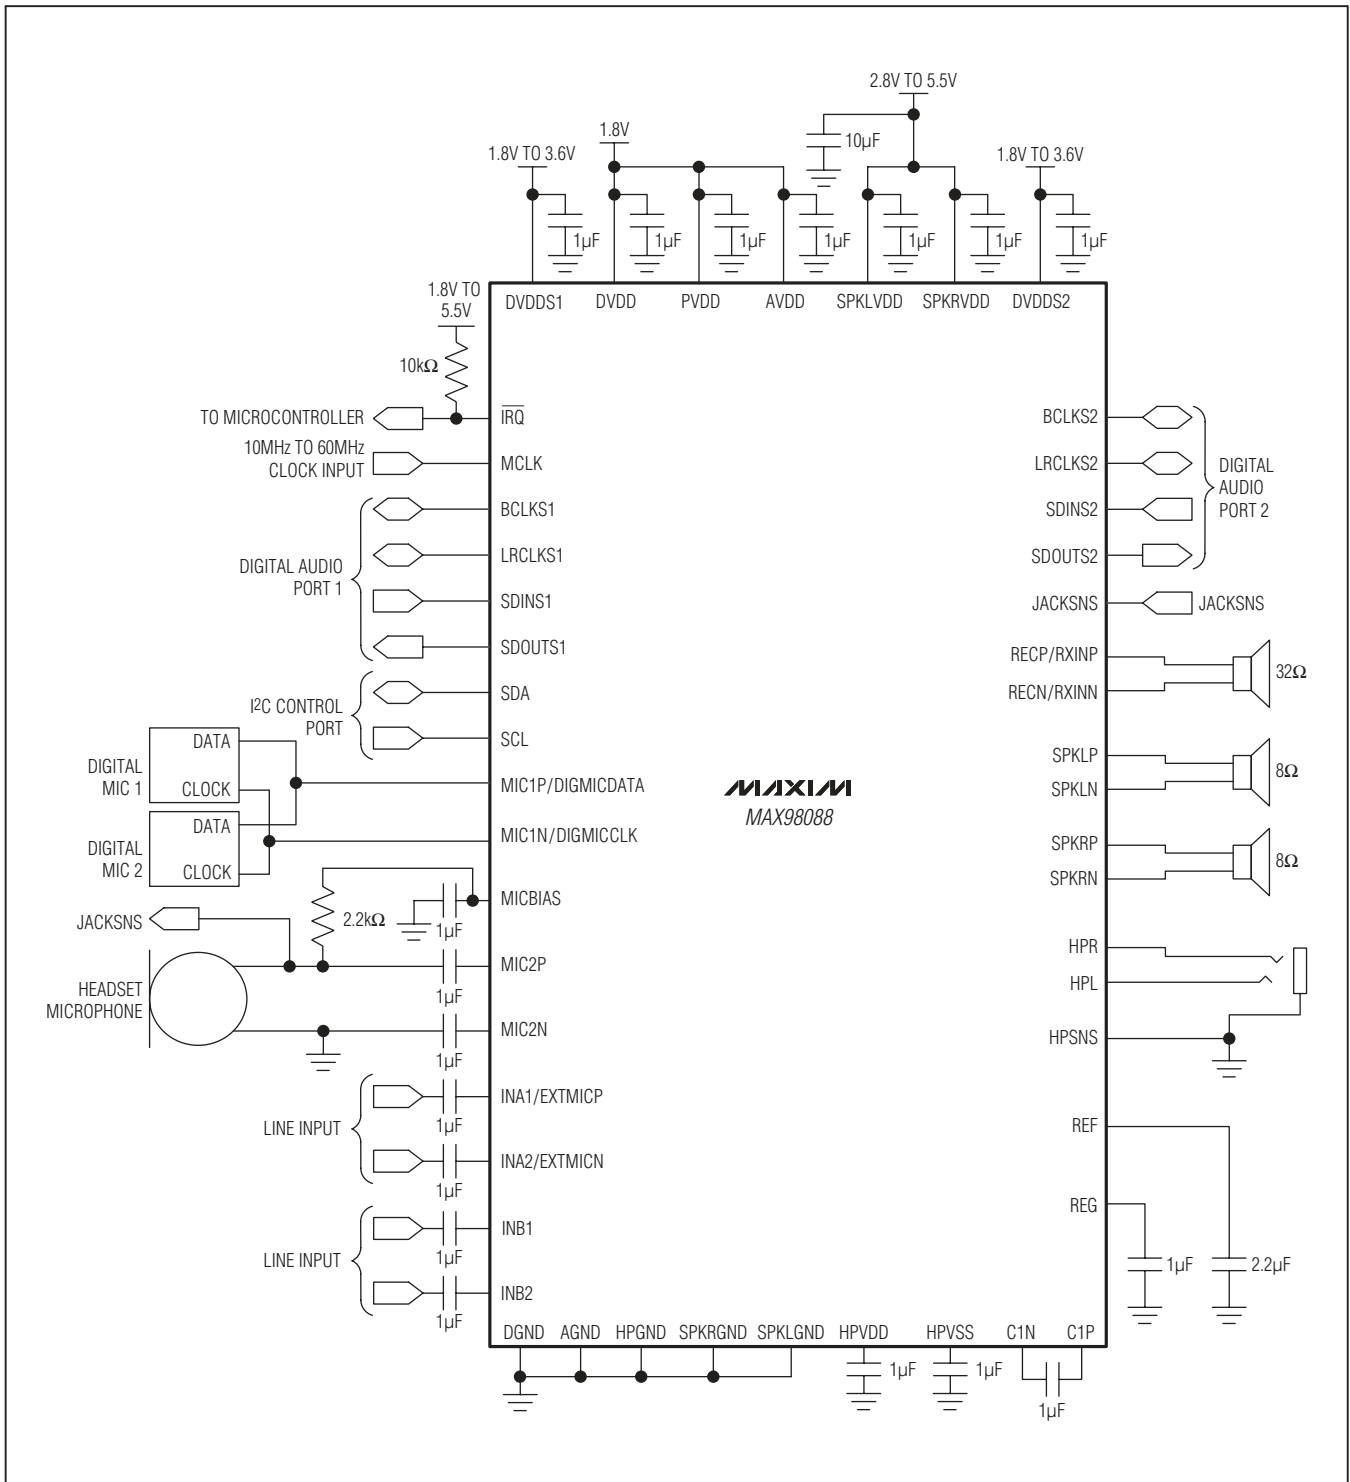 2.8V TO 5.5V
10µF
1.8V
1.8V TO 3.6V
1.8V TO 3.6V
1µF
1µF
1µF
1µF
1µF
1µF
1µF
DVDDS1
DVDD
PVDD
AVDD
SPKLVDD
SPKRVDD
DVDDS2
1.8V TO
5.5V
10kΩ
TO MICROCONTROLLER
IRQ
10MHz TO 60MHz
CLOCK INPUT
MCLK
BCLKS1
LRCLKS1
DIGITAL AUDIO
PORT 1
SDINS1
SDOUTS1
I²C CONTROL
PORT
SDA
SCL
DIGITAL
MIC 1
DATA
CLOCK
MIC1P/DIGMICDATA
DIGITAL
MIC 2
DATA
CLOCK
MIC1N/DIGMICCLK
MICBIAS
1µF
2.2kΩ
JACKSNS
MIC2P
1µF
HEADSET
MICROPHONE
MIC2N
1µF
LINE INPUT
INA1/EXTMICP
1µF
INA2/EXTMICN
1µF
LINE INPUT
INB1
1µF
INB2
1µF
MAXIM
MAX98088
BCLKS2
LRCLKS2
SDINS2
SDOUTS2
DIGITAL
AUDIO
PORT 2
JACKSNS
JACKSNS
RECP/RXINP
RECN/RXINN
32Ω
SPKLP
SPKLN
8Ω
SPKRP
SPKRN
8Ω
HPR
HPL
HPSNS
REF
REG
1µF
2.2µF
DGND
AGND
HPGND
SPKRGND
SPKLGND
HPVDD
HPVSS
C1N
C1P
1µF
1µF
1µF